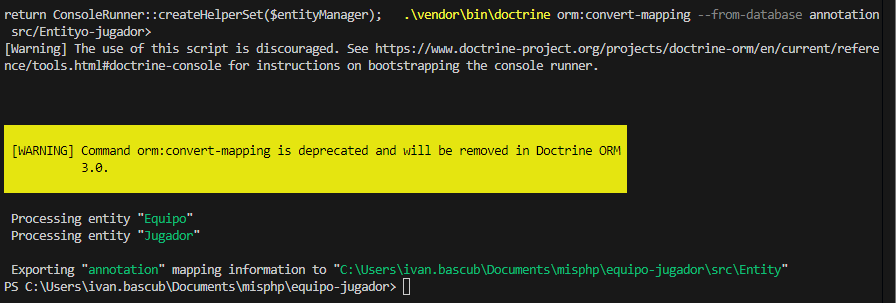 return ConsoleRunner::createHelperSet($entityManager);   .\vendor\bin\doctrine orm:convert-mapping --from-database annotation
 src/Entityo-jugador>
[Warning] The use of this script is discouraged. See https://www.doctrine-project.org/projects/doctrine-orm/en/current/refere
nce/tools.html#doctrine-console for instructions on bootstrapping the console runner.
[WARNING] Command orm:convert-mapping is deprecated and will be removed in Doctrine ORM
3.0.
Processing entity "Equipo"
Processing entity "Jugador"
Exporting "annotation" mapping information to "C:\Users\ivan.bascub\Documents\misphp\equipo-jugador\src\Entity"
PS C:\Users\ivan.bascub\Documents\misphp\equipo-jugador>